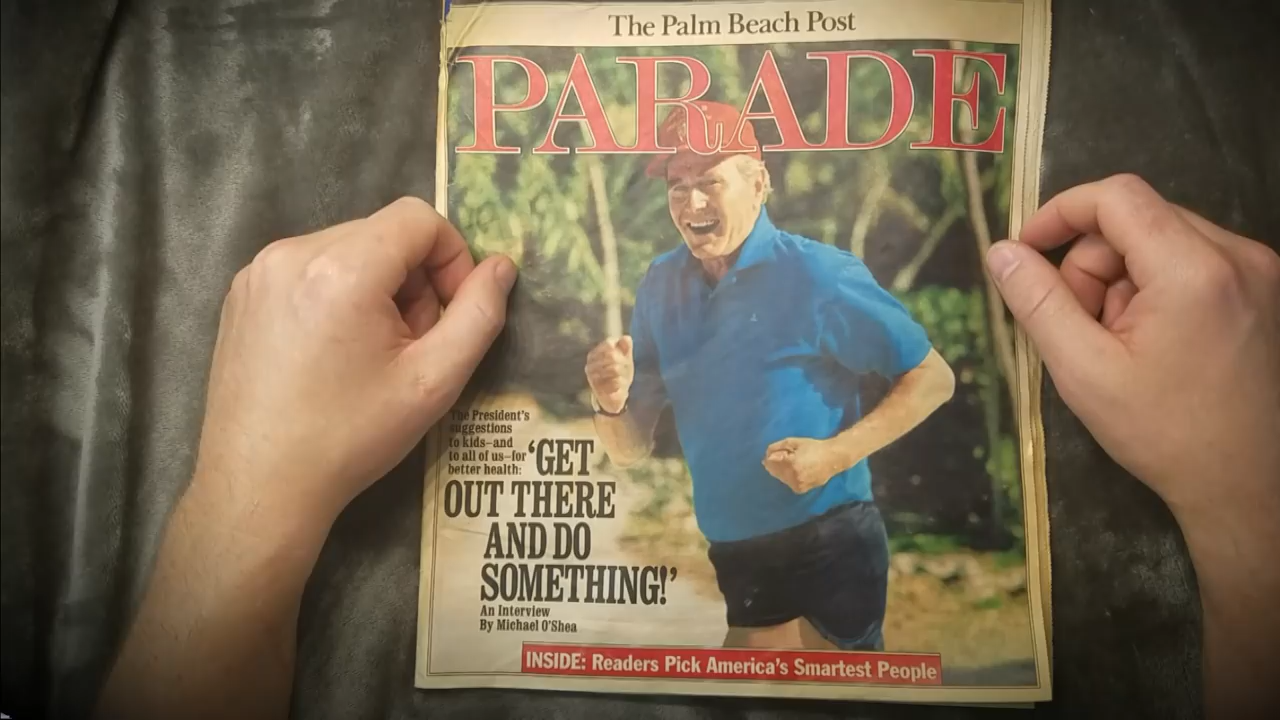 The Palm Beach Post
PARADE
The President's
suggestions
to kids–and
to all of us–for
better health:
‘GET
OUT THERE
AND DO
SOMETHING!’
An Interview
By Michael O'Shea
INSIDE: Readers Pick America's Smartest People